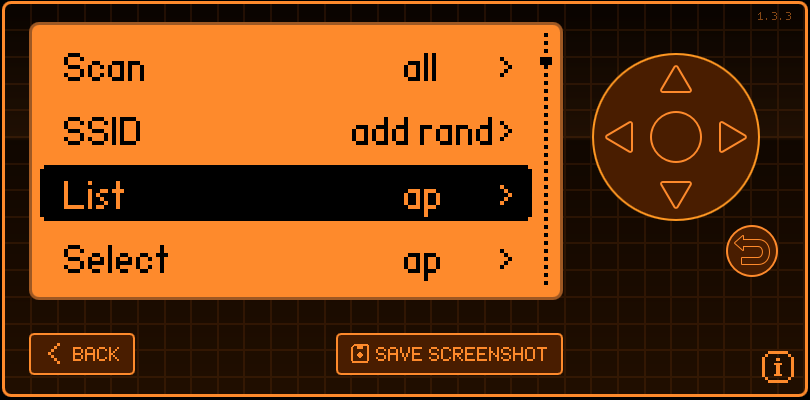 1.3.3
Scan all >
SSID add rand>
List ap >
Select ap >
BACK
SAVE SCREENSHOT
i